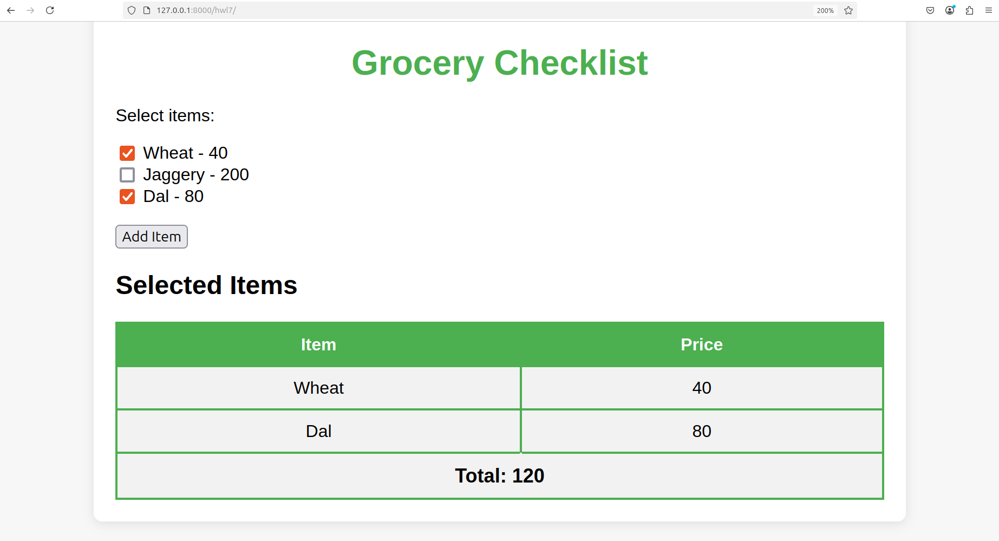 127.0.0.1:8000/hwl7/
200%
Grocery Checklist
Select items:
Wheat - 40
Jaggery - 200
Dal - 80
Add Item
Selected Items
Item Price
Wheat 40
Dal 80
Total: 120